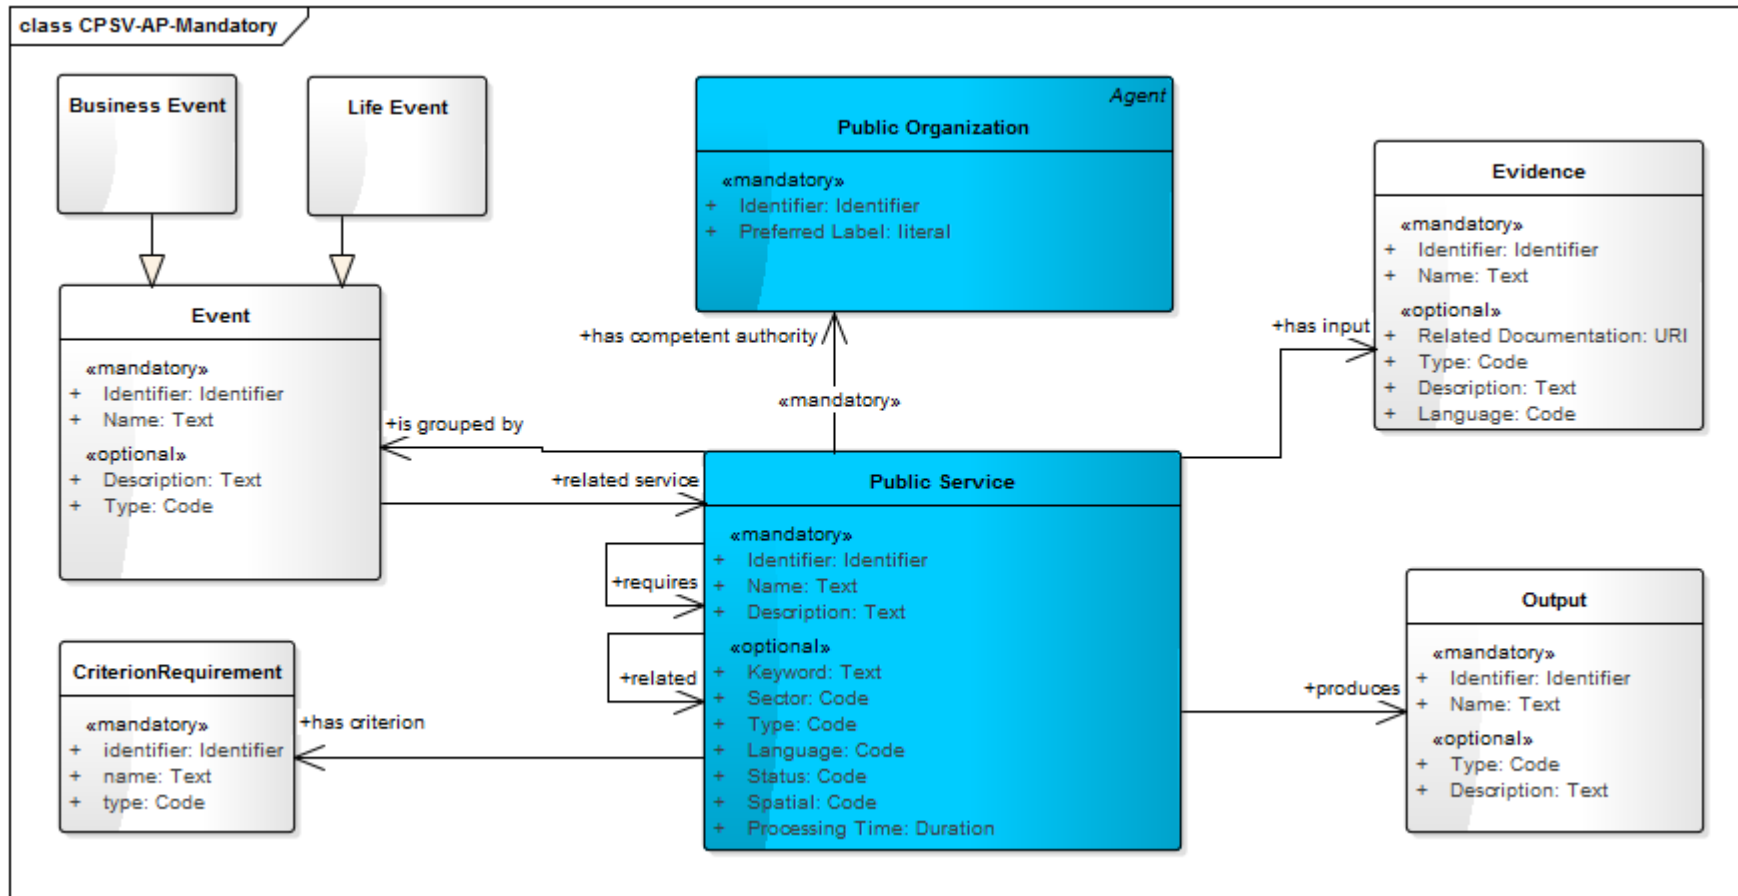 class CPSV-AP-Mandatory
Business Event
Life Event
Agent
Public Organization
«mandatory»
+ Identifier: Identifier
+ Preferred Label: literal
Evidence
«mandatory»
+ Identifier: Identifier
+ Name: Text
«optional»
+ Related Documentation: URI
+ Type: Code
+ Description: Text
+ Language: Code
Event
«mandatory»
+ Identifier: Identifier
+ Name: Text
«optional»
+ Description: Text
+ Type: Code
+has competent authority
«mandatory»
+has input
+is grouped by
+related service
Public Service
«mandatory»
+ Identifier: Identifier
+ Name: Text
+ Description: Text
«optional»
+ Keyword: Text
+ Sector: Code
+ Type: Code
+ Language: Code
+ Status: Code
+ Spatial: Code
+ Processing Time: Duration
+requires
+related
+has criterion
CriterionRequirement
«mandatory»
+ identifier: Identifier
+ name: Text
+ type: Code
+produces
Output
«mandatory»
+ Identifier: Identifier
+ Name: Text
«optional»
+ Type: Code
+ Description: Text